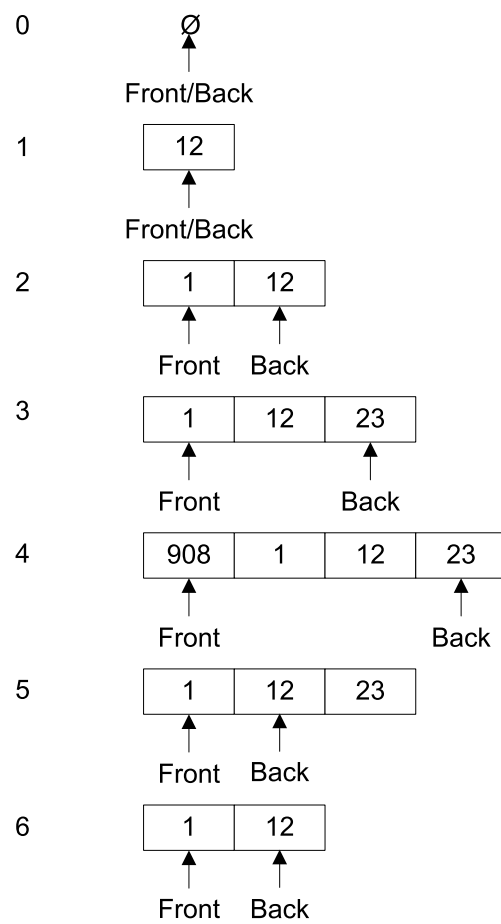 0 Ø
Front/Back
1 12
Front/Back
2 1 12
Front Back
3 1 12 23
Front Back
4 908 1 12 23
Front Back
5 1 12 23
Front Back
6 1 12
Front Back